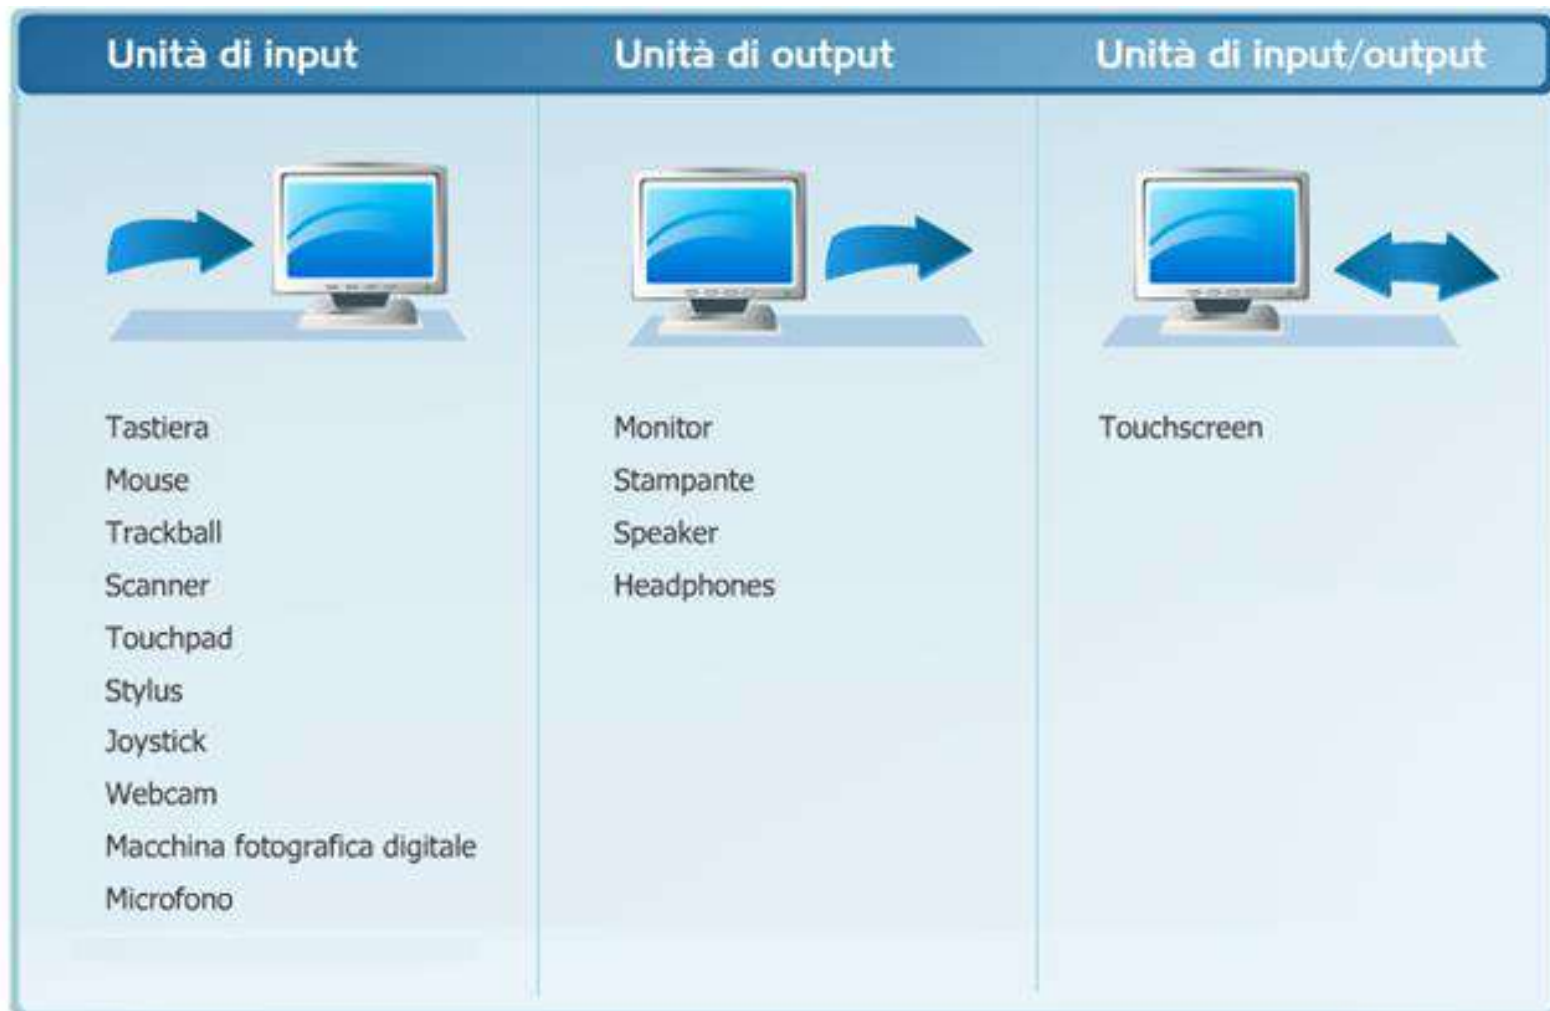 Unità di input
Unità di output
Unità di input/output
Tastiera
Mouse
Trackball
Scanner
Touchpad
Stylus
Joystick
Webcam
Macchina fotografica digitale
Microfono
Monitor
Stampante
Speaker
Headphones
Touchscreen